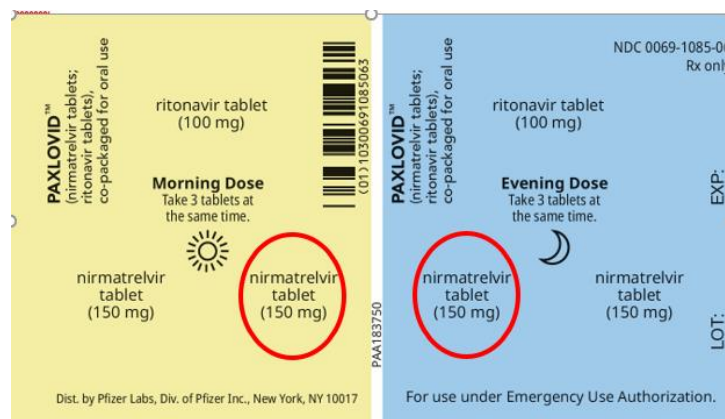 PAXLOVID™
(nirmatrelvir tablets;
ritonavir tablets),
co-packaged for oral use
ritonavir tablet
(100 mg)
(01)10300691085063
Morning Dose
Take 3 tablets at
the same time.
nirmatrelvir
tablet
(150 mg)
nirmatrelvir
tablet
(150 mg)
Dist. by Pfizer Labs, Div. of Pfizer Inc., New York, NY 10017
PAA183750
PAXLOVID™
(nirmatrelvir tablets;
ritonavir tablets),
co-packaged for oral use
NDC 0069-1085-0
Rx only
ritonavir tablet
(100 mg)
Evening Dose
Take 3 tablets at
the same time.
nirmatrelvir
tablet
(150 mg)
nirmatrelvir
tablet
(150 mg)
EXP:
LOT:
For use under Emergency Use Authorization.